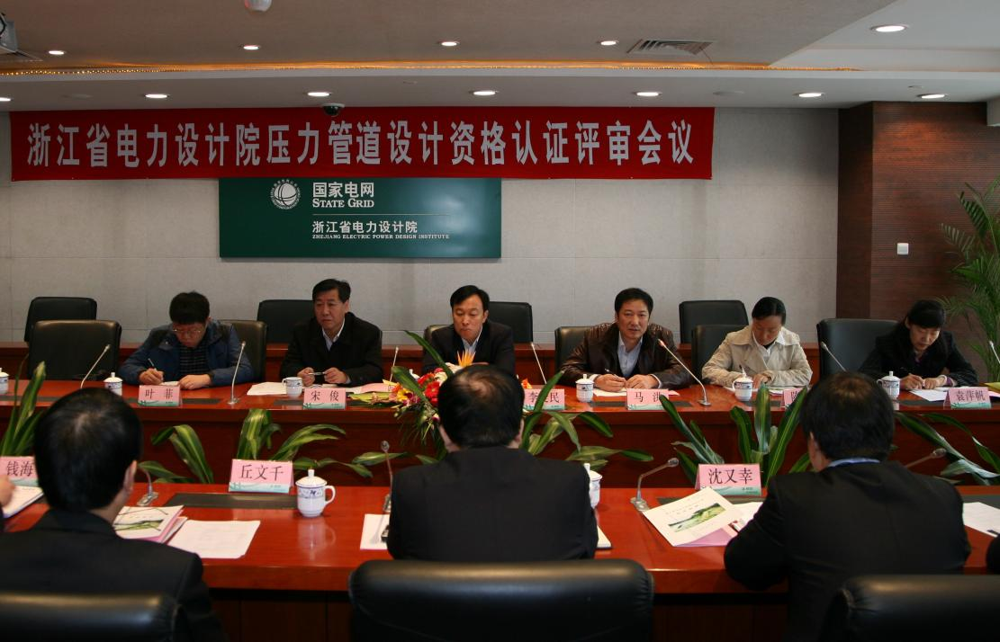 浙江省电力设计院压力管道设计资格认证评审会议
国家电网
STATE GRID
浙江省电力设计院
ZHEJIANG ELECTRIC POWER DESIGN INSTITUTE
叶菲
宋俊
李 民
马
袁萍帆
钱海
丘文千
沈又幸